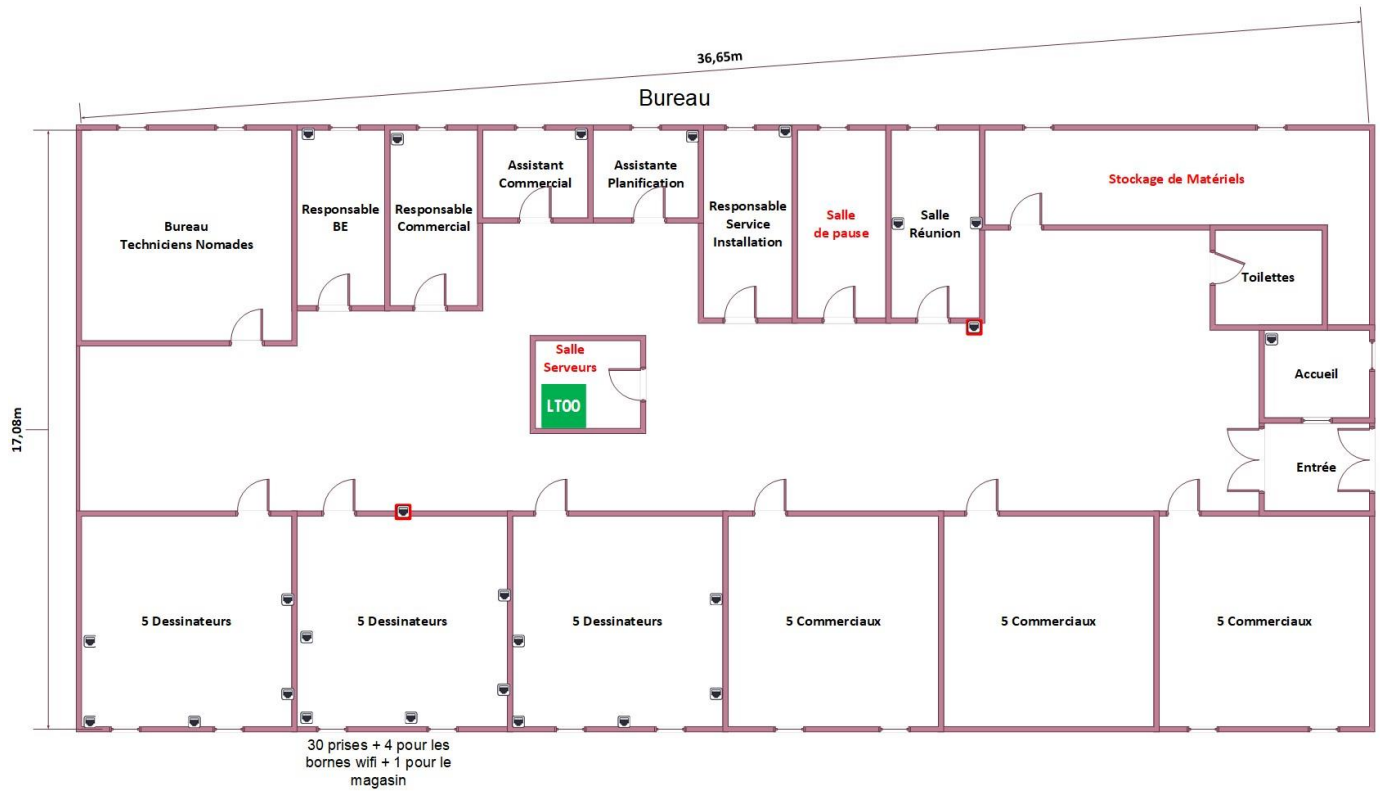 36,65m
Bureau
17,08m
Bureau
Techniciens Nomades
Responsable
BE
Responsable
Commercial
Assistant
Commercial
Assistante
Planification
Responsable
Service
Installation
Salle
de pause
Salle
Réunion
Stockage de Matériels
Toilettes
Salle
Serveurs
LT00
Accueil
Entrée
5 Dessinateurs
5 Dessinateurs
5 Dessinateurs
5 Commerciaux
5 Commerciaux
5 Commerciaux
30 prises + 4 pour les
bornes wifi + 1 pour le
magasin